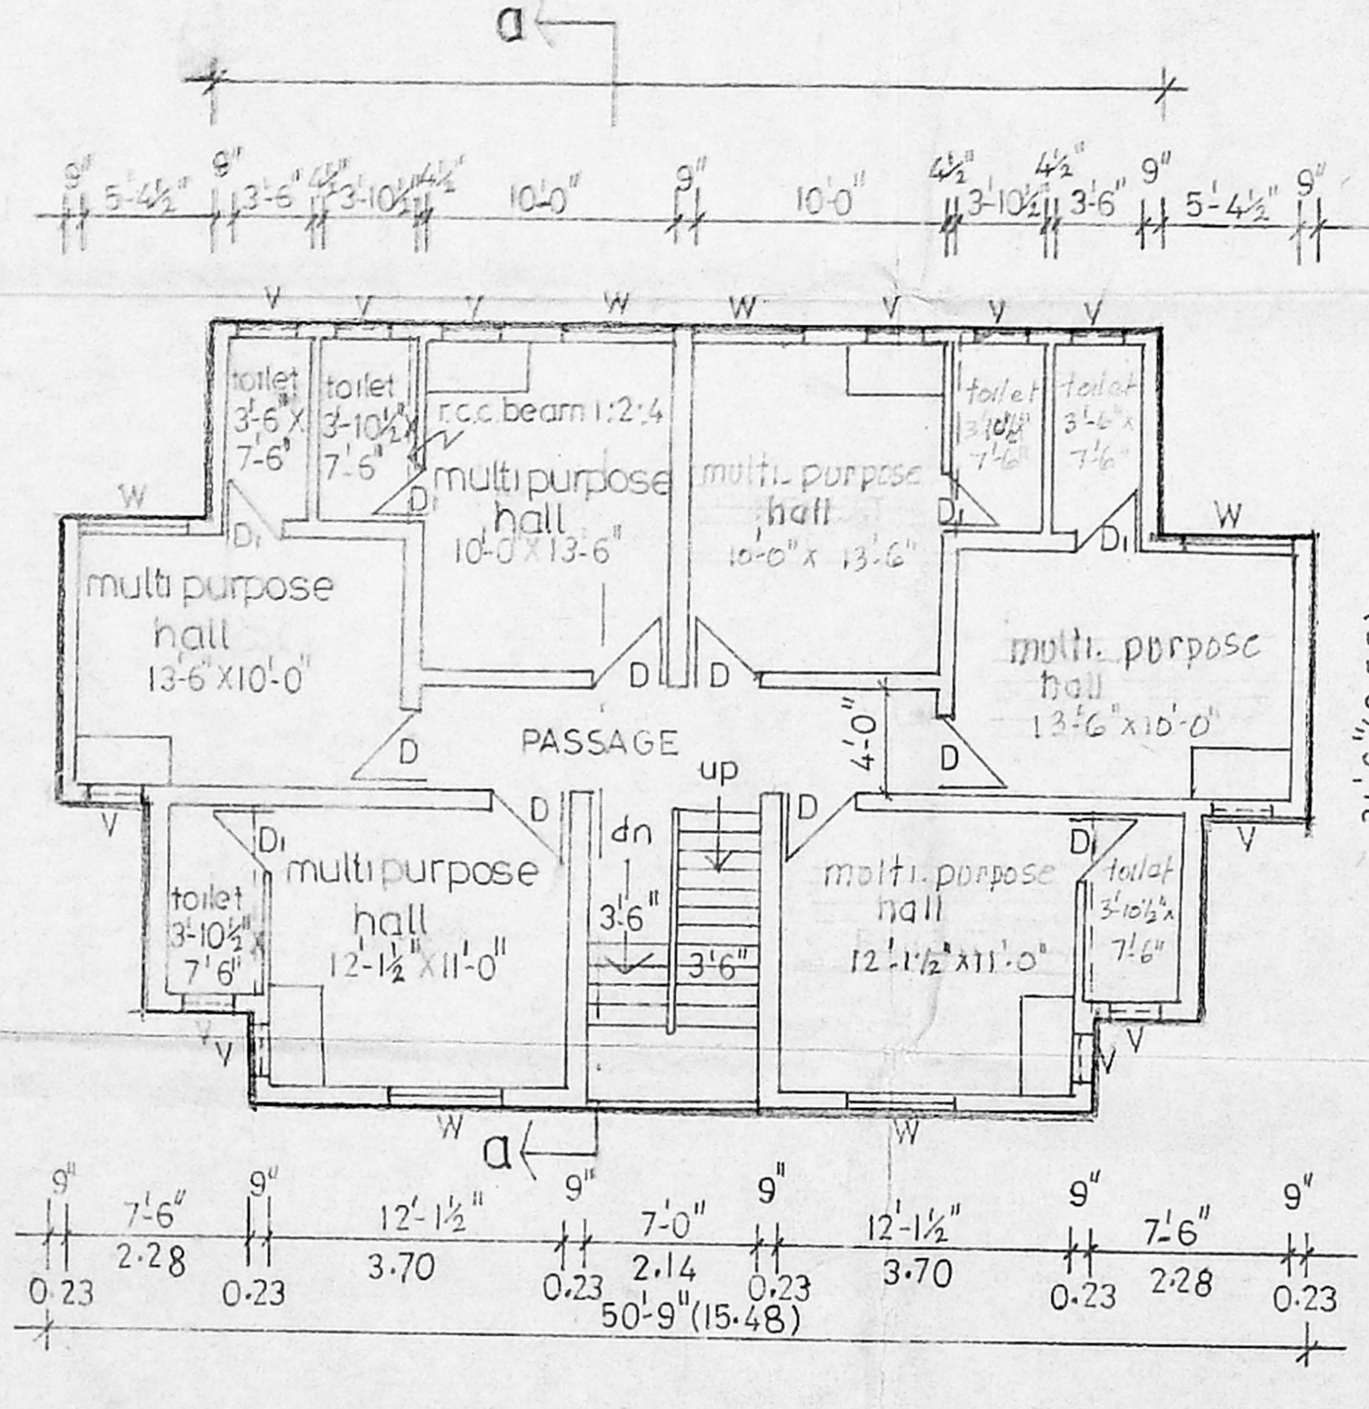 a
9" 5'-4½" 9" 3'-6" 4½" 3'-10½" 4½" 10'-0" 9" 10'-0" 4½" 3'-10½" 4½" 3'-6" 9" 5'-4½" 9"
V V V W W V V V
toilet
3'-6" X
7'-6"
toilet
3'-10½" X
7'-6"
r.c.c. beam 1:2:4
multi purpose
hall
10'-0" X 13'-6"
D1
multi- purpose
hall
10'-0" x 13'-6"
D1
toilet
3'-10½"
7'-6"
toilet
3'-6" x
7'-6"
W
D1
D1
W
multi purpose
hall
13'-6" X 10'-0"
D D
multi- purpose
hall
13'-6" x 10'-0"
PASSAGE
4'-0"
D
D
up
V
D
D
V
dn
D1
multi purpose
hall
12'-1½" X 11'-0"
toilet
3'-10½" X
7'6"
3'-6"
3'6"
multi- purpose
hall
12'-1½" X 11'-0"
D1
toilet
3'-10½" x
7'-6"
V
V
V
V
W
a
W
9" 7'-6" 9" 12'-1½" 9" 7'-0" 9" 12'-1½" 9" 7'-6" 9"
0.23 2.28 0.23 3.70 0.23 2.14 0.23 3.70 0.23 2.28 0.23
50'-9" (15.48)